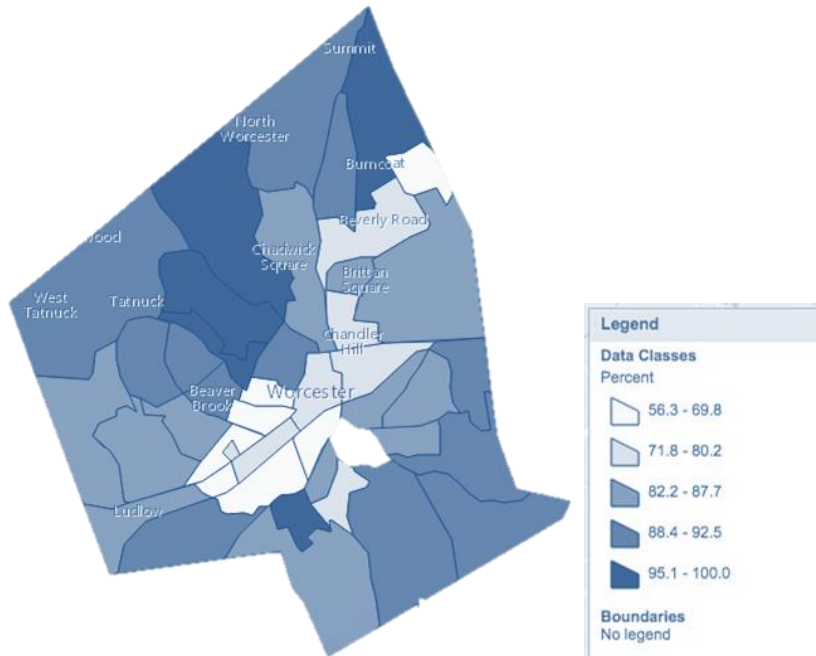 Summit
North
Worcester
Burncoat
Beverly Road
wood
Chadwick
Square
Brittan
Square
West
Tatnuck
Tatnuck
Chandler
Hill
Beaver
Brook
Worcester
Ludlow
Legend
Data Classes
Percent
56.3 - 69.8
71.8 - 80.2
82.2 - 87.7
88.4 - 92.5
95.1 - 100.0
Boundaries
No legend